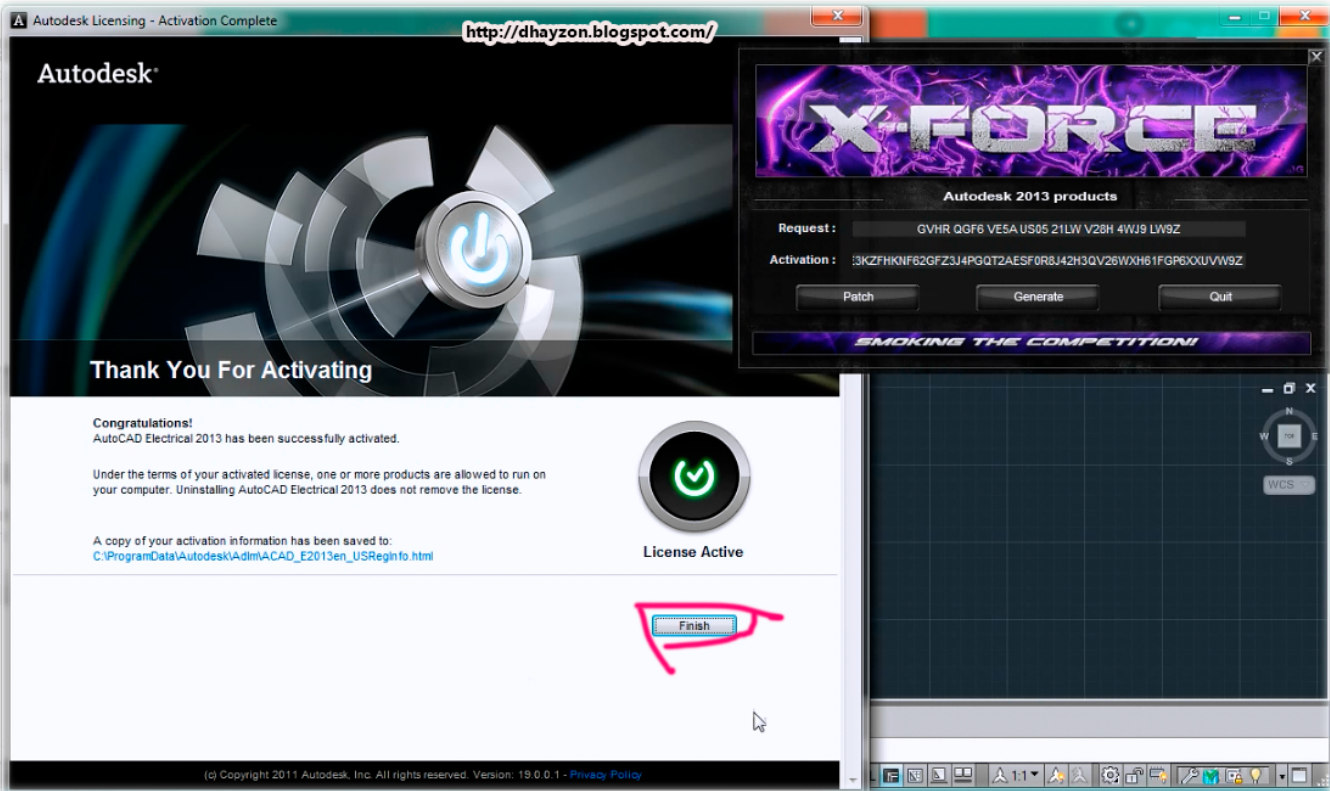 Autodesk Licensing - Activation Complete
http://dhayzon.blogspot.com/
Autodesk
X-FORCE
Autodesk 2013 products
Request : GVHR QGF6 VE5A US05 21LW V28H 4WJ9 LW9Z
Activation : 3KZFHKNF62GFZ3J4PGQT2AESF0R8J42H3QV26WXH61FGP6XXUVW9Z
Patch Generate Quit
SMOKING THE COMPETITION!
Thank You For Activating
Congratulations!
AutoCAD Electrical 2013 has been successfully activated.
Under the terms of your activated license, one or more products are allowed to run on
your computer. Uninstalling AutoCAD Electrical 2013 does not remove the license.
A copy of your activation information has been saved to:
C:\ProgramData\Autodesk\Adlm\ACAD_E2013en_USRegInfo.html
License Active
Finish
N
W TOP E
S
WCS
(c) Copyright 2011 Autodesk, Inc. All rights reserved. Version: 19.0.0.1 - Privacy Policy
1:1